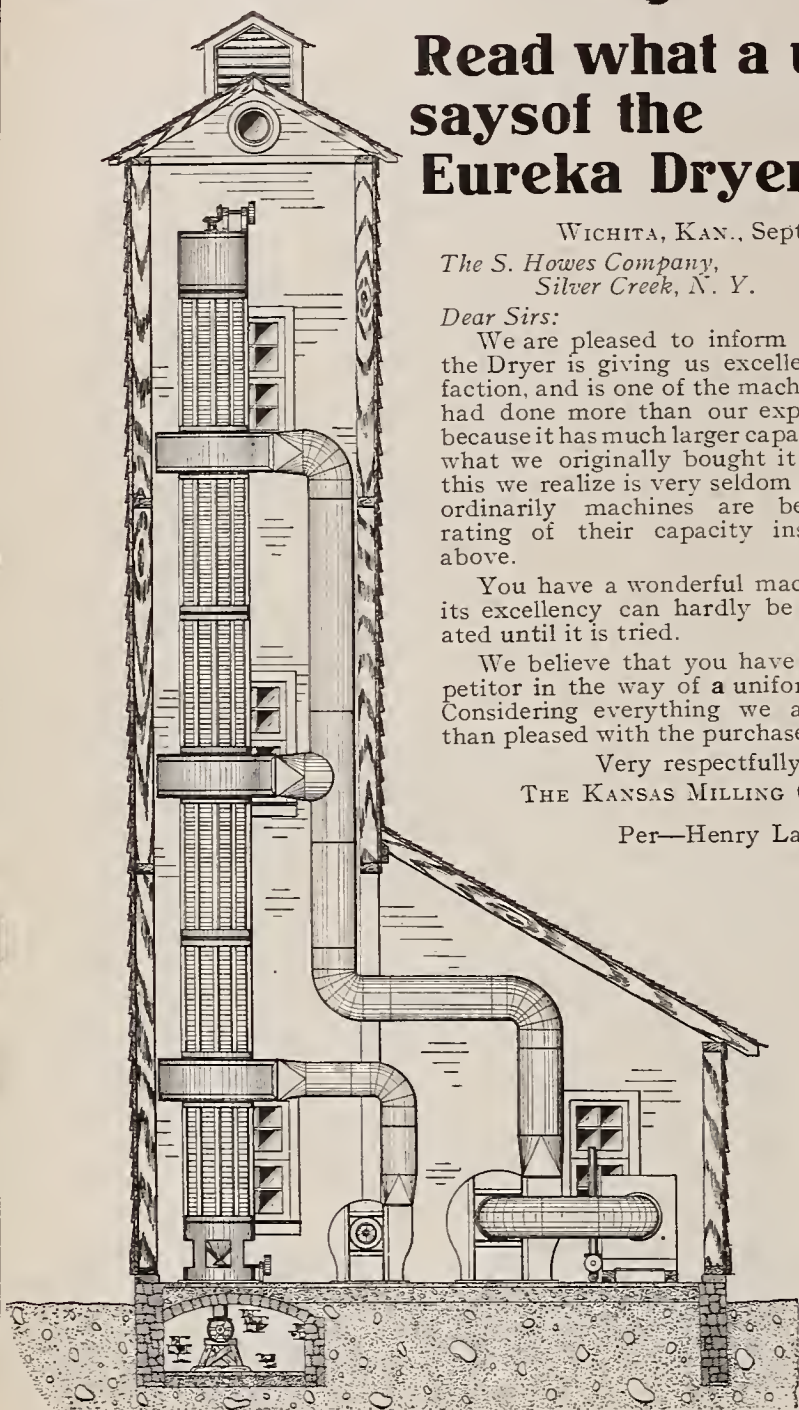 Read what a
says of the
Eureka Dryer
WICHITA, KAN., Sept
The S. Howes Company,
Silver Creek, N. Y.
Dear Sirs:
We are pleased to inform
the Dryer is giving us excelle
faction, and is one of the mach
had done more than our exp
because it has much larger capa
what we originally bought it
this we realize is very seldom
ordinarily machines are be
rating of their capacity ins
above.
You have a wonderful mac
its excellency can hardly be
ated until it is tried.
We believe that you have
petitor in the way of a unifor
Considering everything we a
than pleased with the purchase
Very respectfully
THE KANSAS MILLING
Per—Henry La